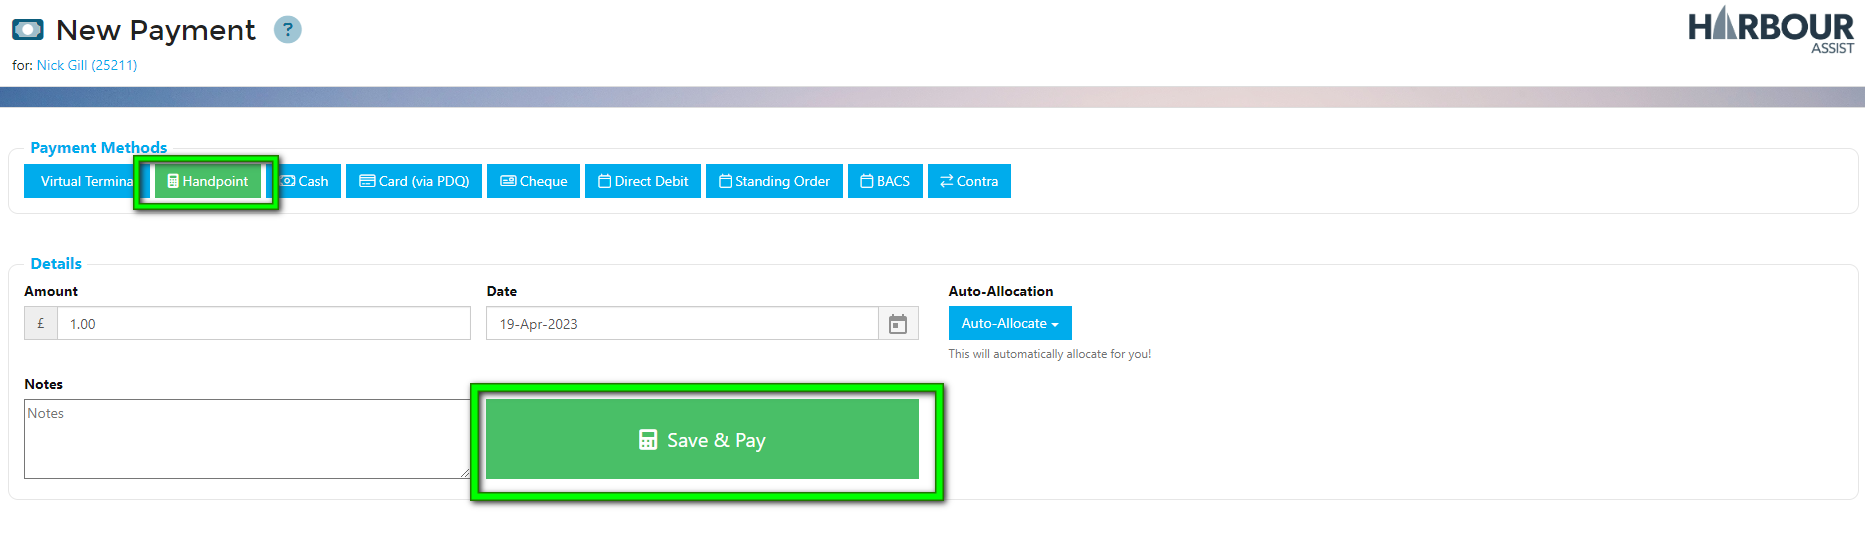 New Payment ?
HARBOUR
ASSIST
for: Nick Gill (25211)
Payment Methods
Virtual Termina Handpoint Cash Card (via PDQ) Cheque Direct Debit Standing Order BACS Contra
Details
Amount Date Auto-Allocation
£ 1.00 19-Apr-2023 Auto-Allocate
This will automatically allocate for you!
Notes
Notes
Save & Pay